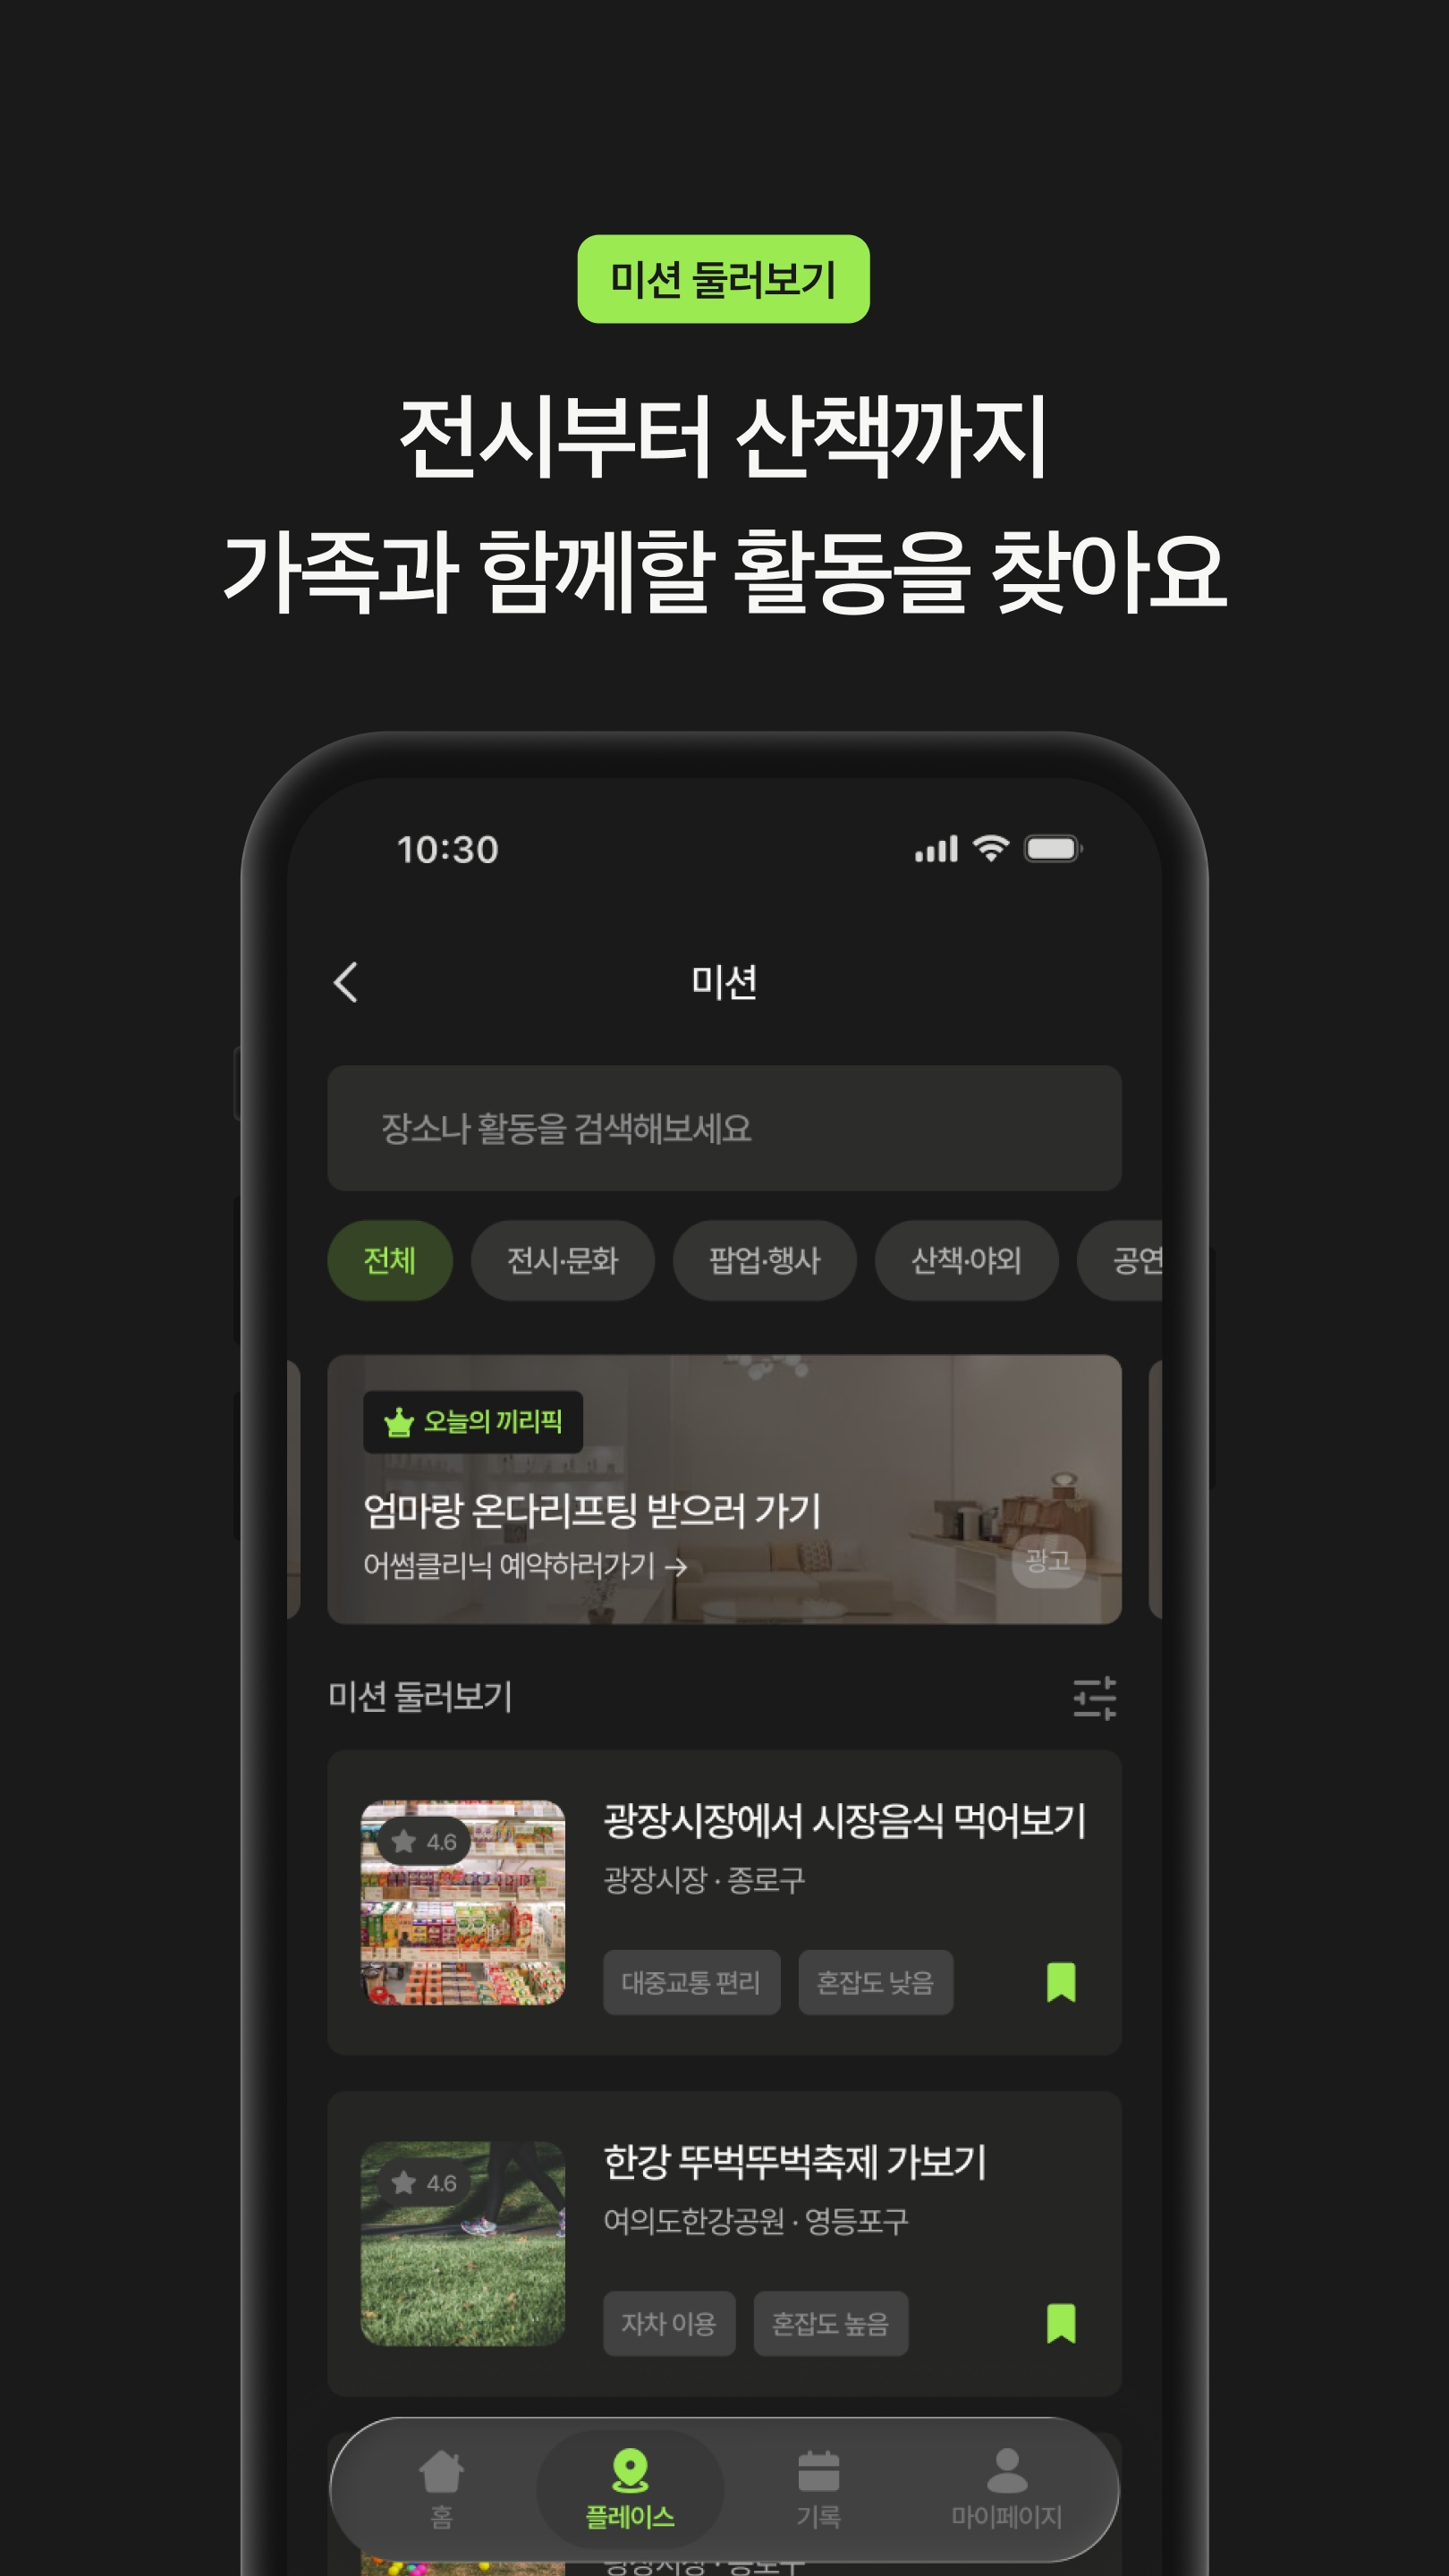 미션 둘러보기
전시부터 산책까지
가족과 함께할 활동을 찾아요
10:30
미션
장소나 활동을 검색해보세요
전체 전시·문화 팝업·행사 산책·야외 공연
오늘의 끼리픽
엄마랑 온다리프팅 받으러 가기
어썸클리닉 예약하러가기 →
광고
미션 둘러보기
4.6
광장시장에서 시장음식 먹어보기
광장시장 · 종로구
대중교통 편리 혼잡도 낮음
4.6
한강 뚜벅뚜벅축제 가보기
여의도한강공원 · 영등포구
자차 이용 혼잡도 높음
홈 플레이스 기록 마이페이지
광장시장 · 종로구